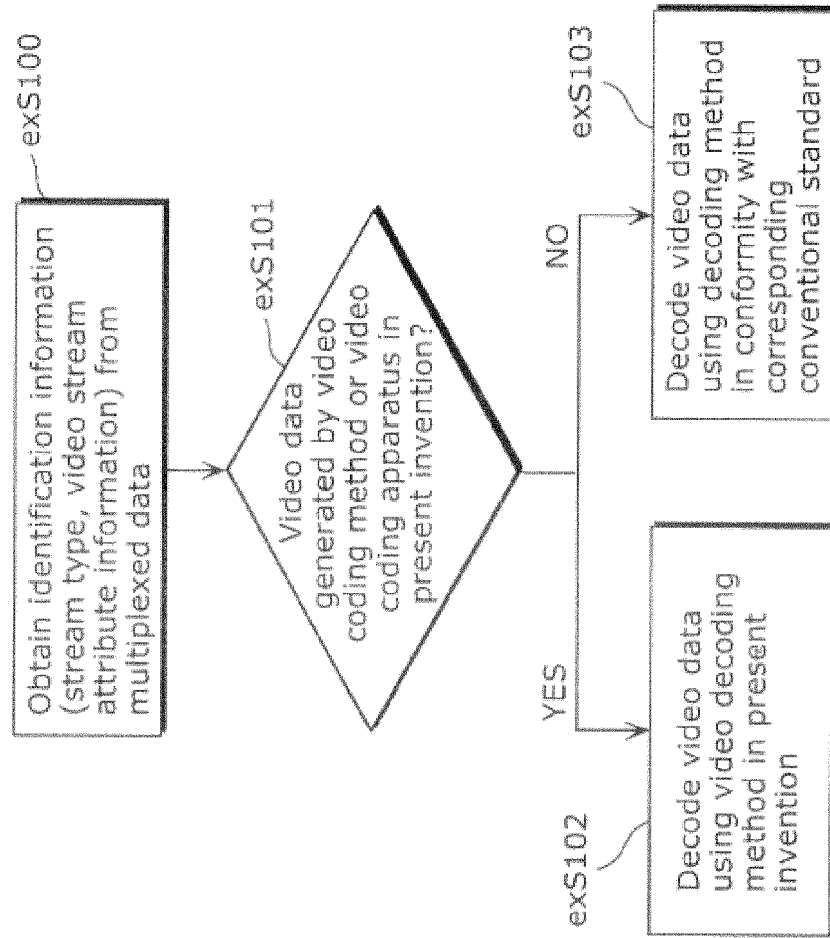 exS100
Obtain identification information
(stream type, video stream
attribute information) from
multiplexed data
exS101
Video data
generated by video
coding method or video
coding apparatus in
present invention?
YES
NO
exS102
Decode video data
using video decoding
method in present
invention
exS103
Decode video data
using decoding method
in conformity with
corresponding
conventional standard